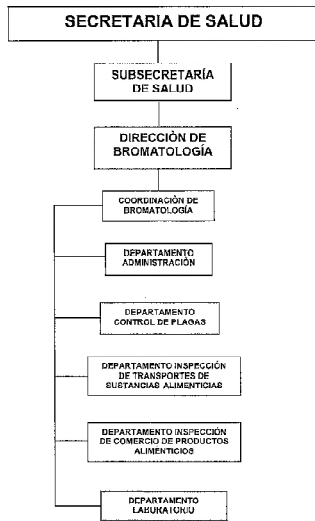 SECRETARIA DE SALUD
SUBSECRETARÍA
DE SALUD
DIRECCIÓN DE
BROMATOLOGÍA
COORDINACIÓN DE
BROMATOLOGÍA
DEPARTAMENTO
ADMINISTRACIÓN
DEPARTAMENTO
CONTROL DE PLAGAS
DEPARTAMENTO INSPECCIÓN
DE TRANSPORTES DE
SUSTANCIAS ALIMENTICIAS
DEPARTAMENTO INSPECCIÓN
DE COMERCIO DE PRODUCTOS
ALIMENTICIOS
DEPARTAMENTO
LABORATORIO